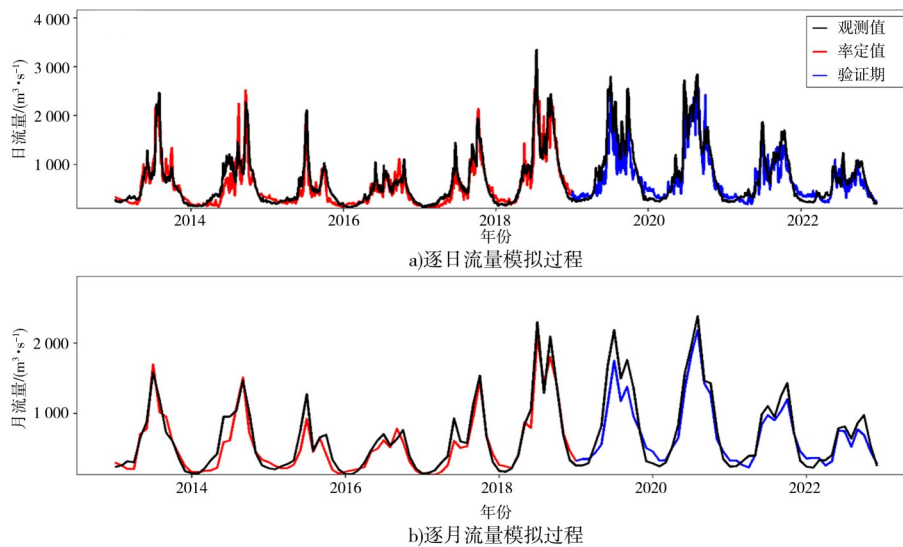 4 000
3 000
2 000
1 000
日流量/(m³•s⁻¹)
观测值
率定值
验证期
2014
2016
2018
2020
2022
年份
a)逐日流量模拟过程
2 000
1 000
月流量/(m³•s⁻¹)
2014
2016
2018
2020
2022
年份
b)逐月流量模拟过程